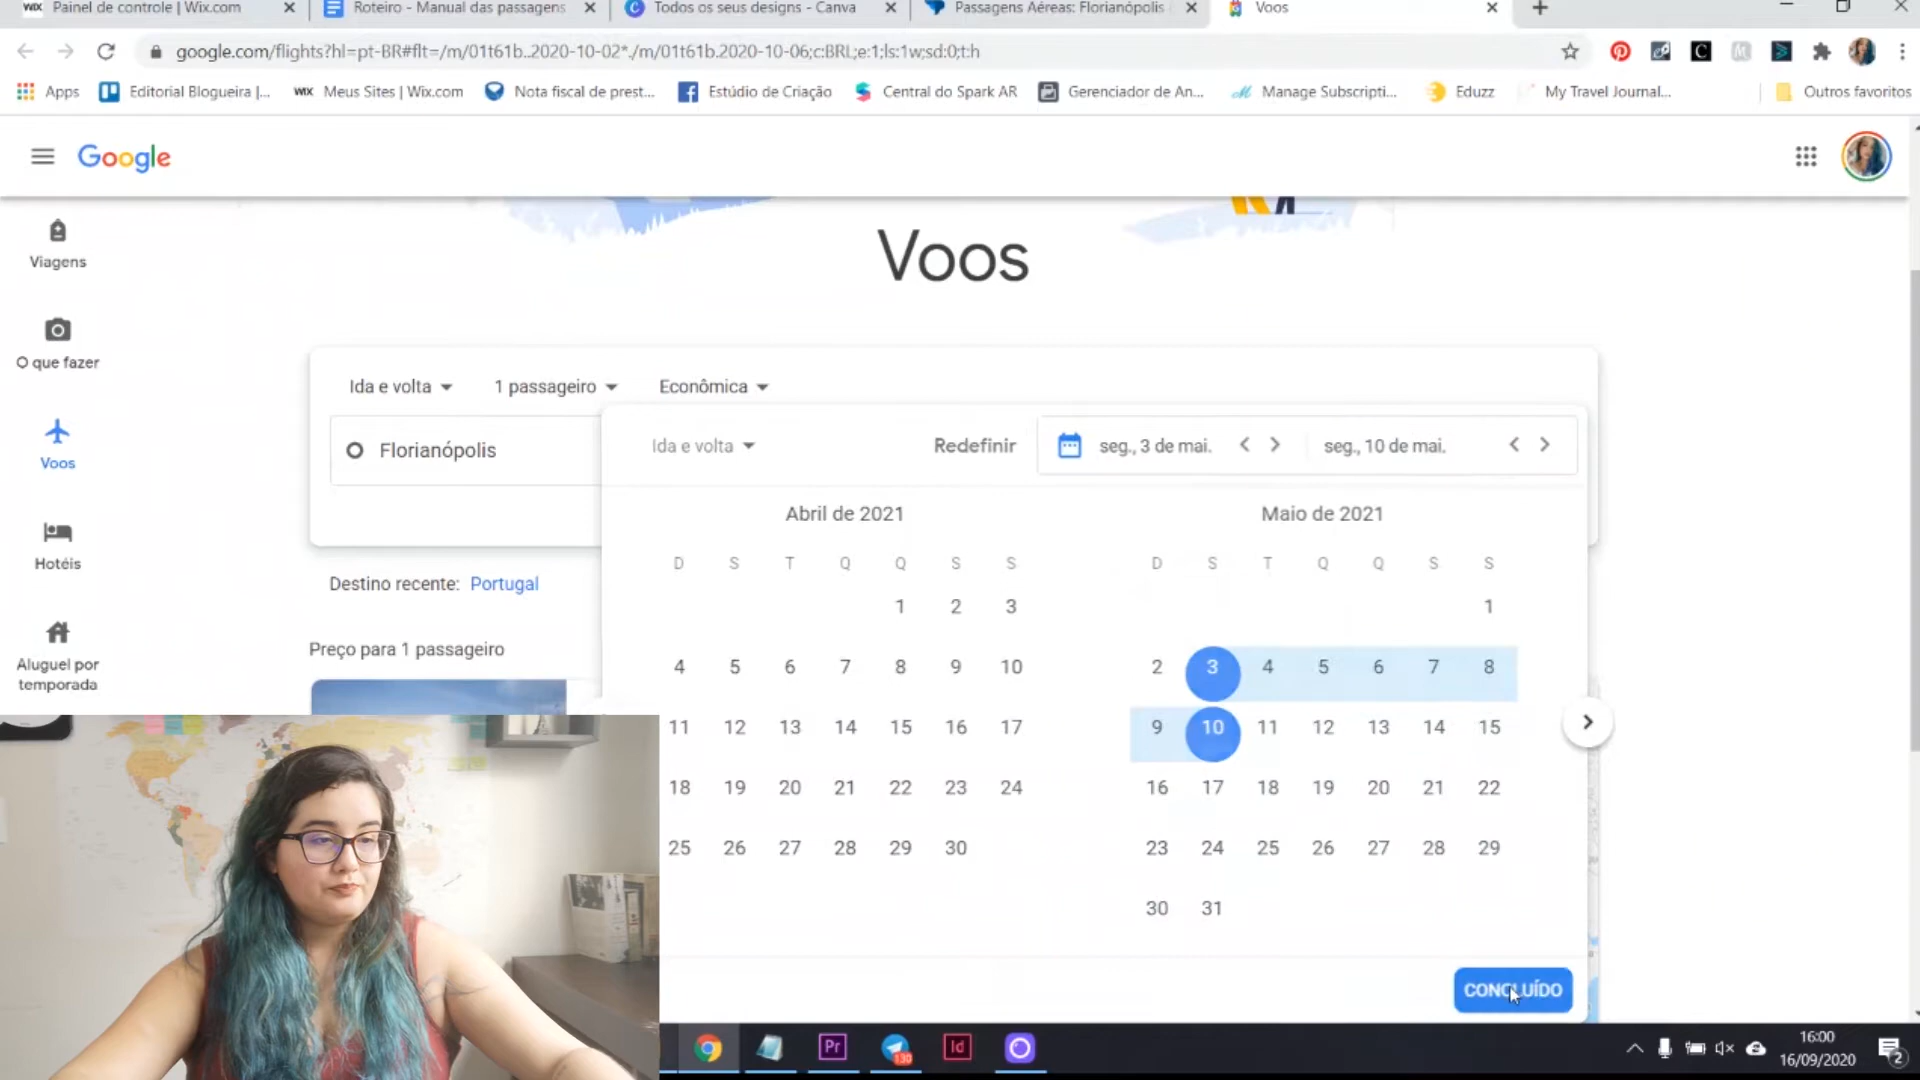 WiX Painel de controle | Wix.com
Roteiro - Manual das passagens
Todos os seus designs - Canva
Passagens Aéreas: Florianópolis
Voos
google.com/flights?hl=pt-BR#flt=/m/01t61b..2020-10-02*./m/01t61b.2020-10-06;c:BRL;e:1;ls:1w;sd:0;t:h
Apps
Editorial Blogueira |...
WiX Meus Sites | Wix.com
Nota fiscal de prest...
Estúdio de Criação
Central do Spark AR
Gerenciador de An...
Manage Subscripti...
Eduzz
My Travel Journal...
Outros favoritos
Google
Viagens
O que fazer
Voos
Hotéis
Aluguel por
temporada
Voos
Ida e volta 1 passageiro Econômica
Florianópolis
Ida e volta Redefinir seg., 3 de mai. seg., 10 de mai.
Destino recente: Portugal
Preço para 1 passageiro
Abril de 2021
D S T Q Q S S
1 2 3
4 5 6 7 8 9 10
11 12 13 14 15 16 17
18 19 20 21 22 23 24
25 26 27 28 29 30
Maio de 2021
D S T Q Q S S
1
2 3 4 5 6 7 8
9 10 11 12 13 14 15
16 17 18 19 20 21 22
23 24 25 26 27 28 29
30 31
CONCLUÍDO
Pr
130
Id
16:00
16/09/2020
2